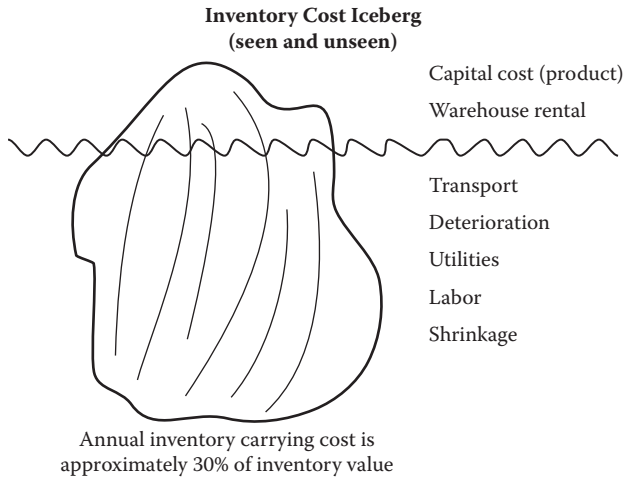 Inventory Cost Iceberg
(seen and unseen)
Capital cost (product)
Warehouse rental
Transport
Deterioration
Utilities
Labor
Shrinkage
Annual inventory carrying cost is
approximately 30% of inventory value